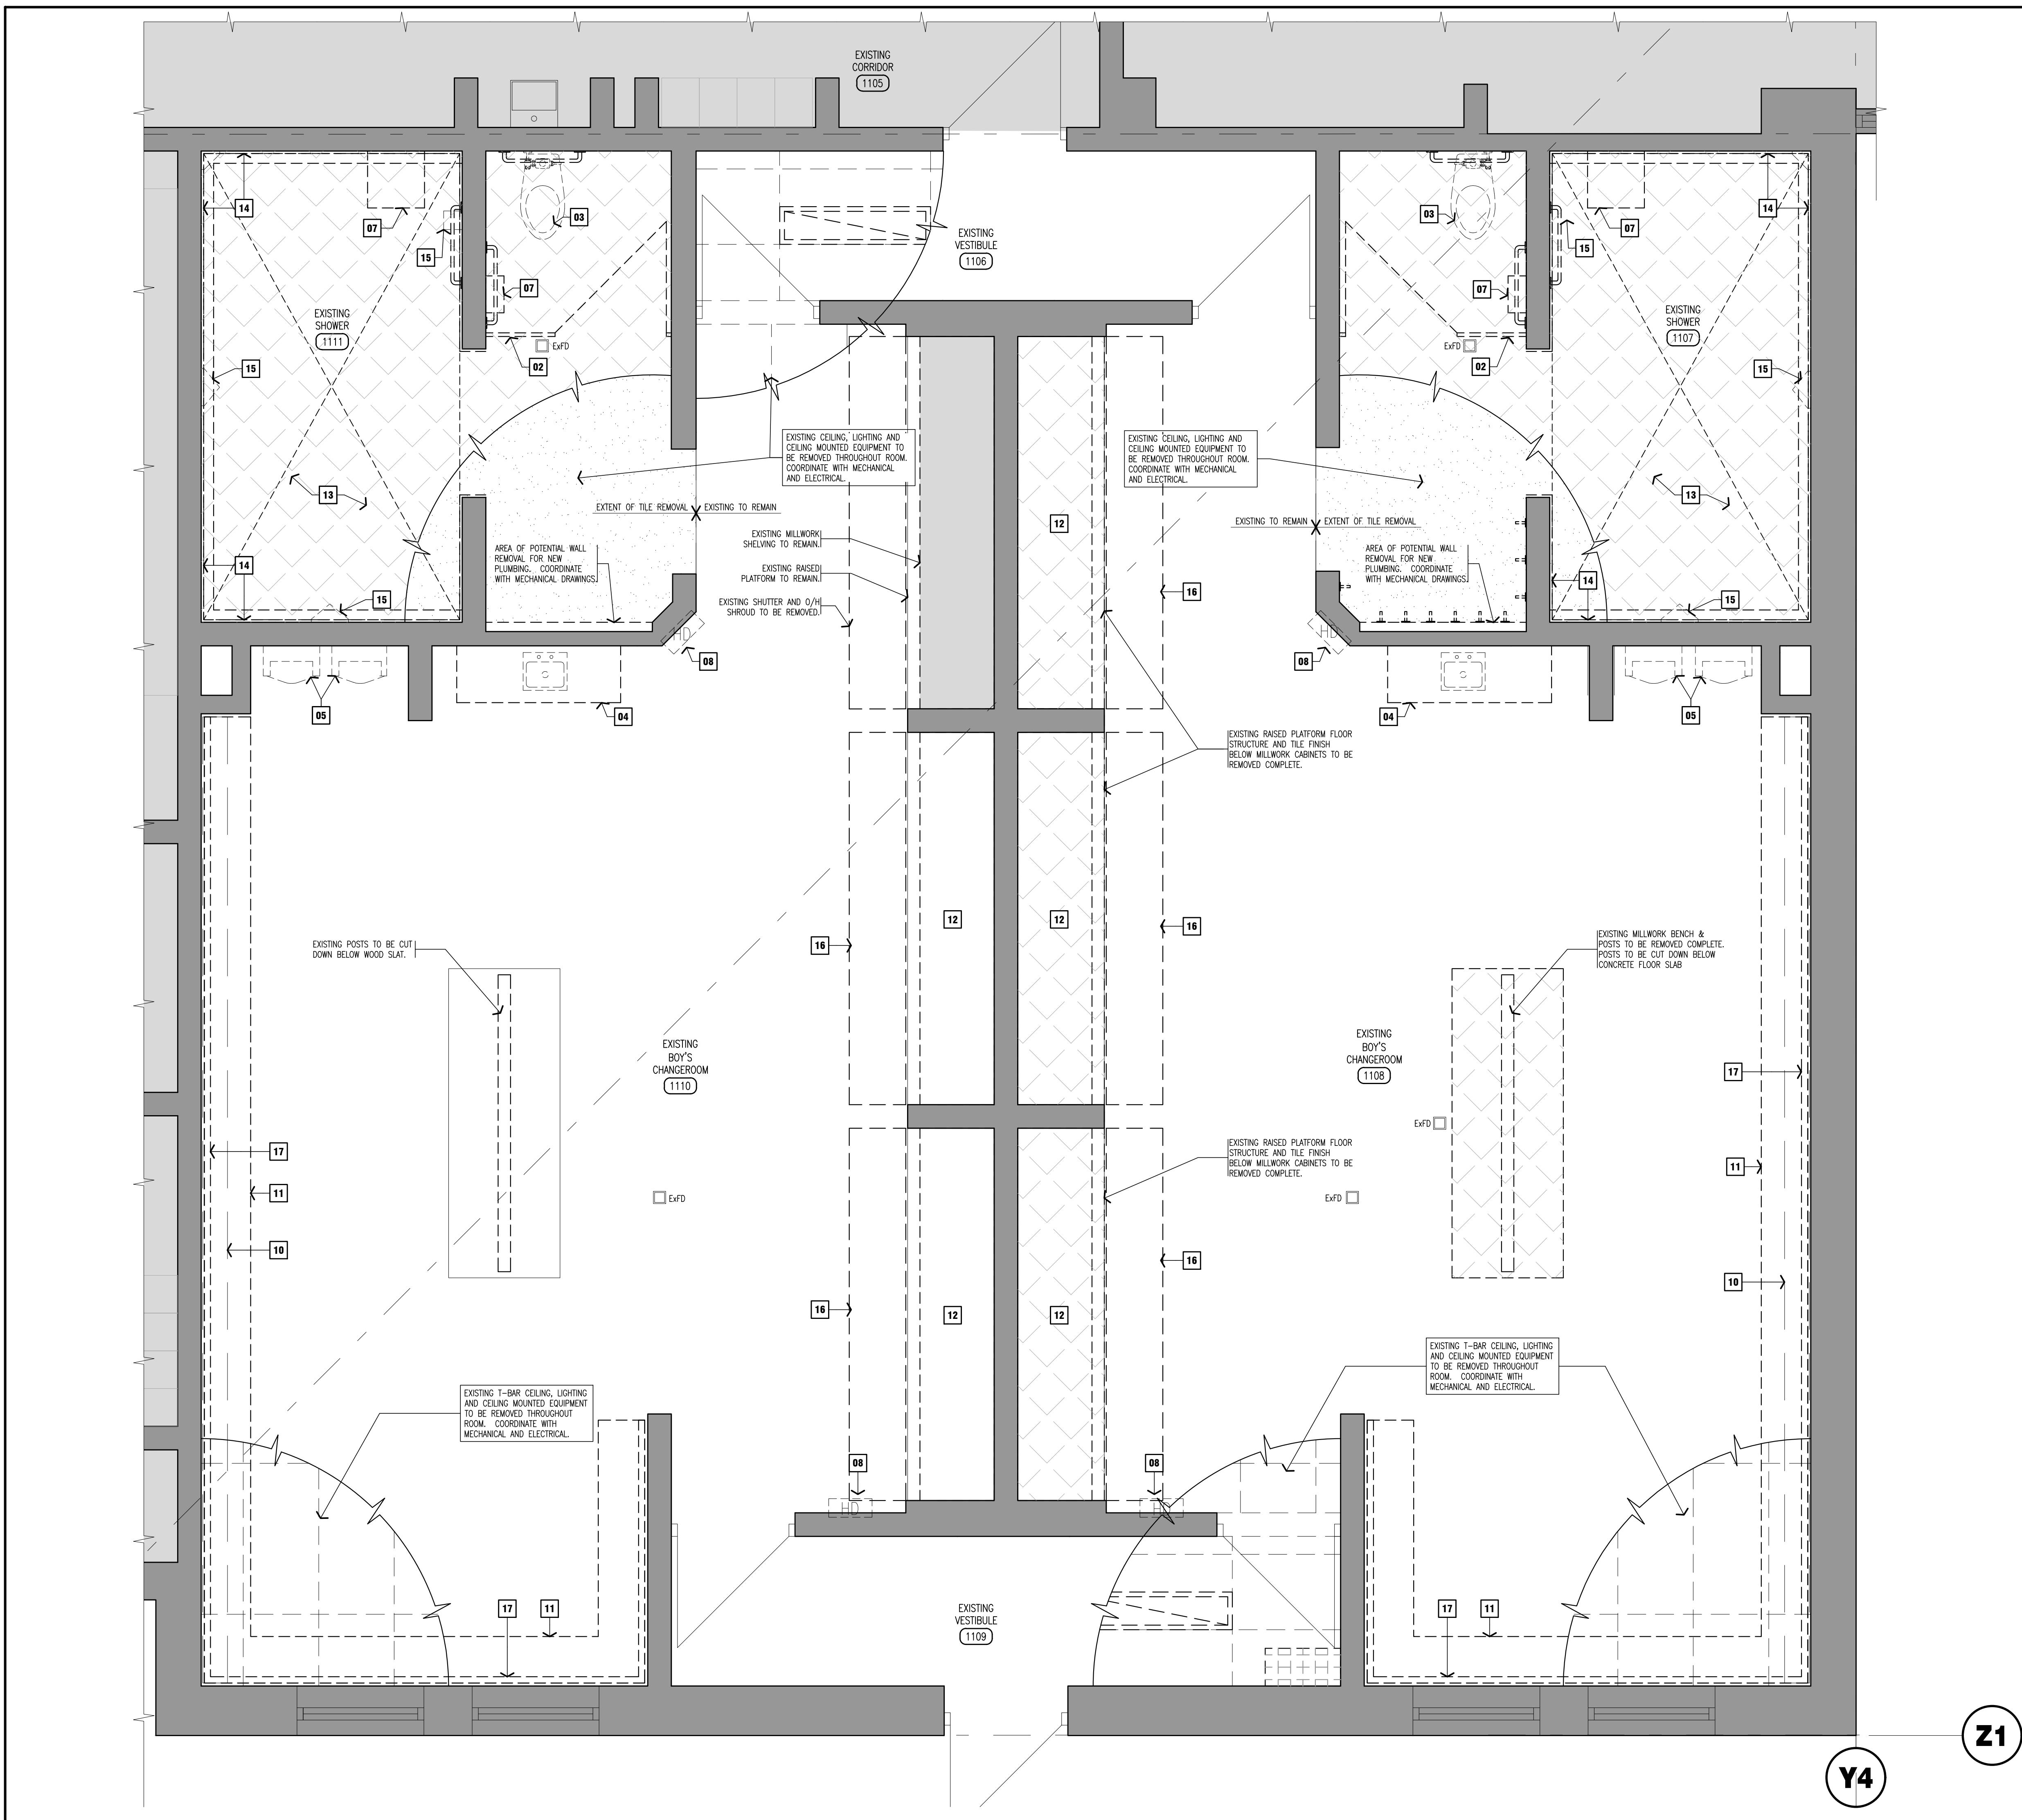 EXISTING
CORRIDOR
1105
14
07
15
03
07
EXISTING
SHOWER
1111
ExFD
02
15
13
14
15
EXISTING
VESTIBULE
1106
03
07
ExFD
02
15
07
14
EXISTING
SHOWER
1107
15
13
14
15
EXISTING CEILING, LIGHTING AND
CEILING MOUNTED EQUIPMENT TO
BE REMOVED THROUGHOUT ROOM.
COORDINATE WITH MECHANICAL
AND ELECTRICAL.
EXISTING CEILING, LIGHTING AND
CEILING MOUNTED EQUIPMENT TO
BE REMOVED THROUGHOUT ROOM.
COORDINATE WITH MECHANICAL
AND ELECTRICAL.
EXTENT OF TILE REMOVAL
EXISTING TO REMAIN
EXISTING TO REMAIN
EXTENT OF TILE REMOVAL
AREA OF POTENTIAL WALL
REMOVAL FOR NEW
PLUMBING. COORDINATE
WITH MECHANICAL DRAWINGS.
EXISTING MILLWORK
SHELVING TO REMAIN.
EXISTING RAISED
PLATFORM TO REMAIN.
EXISTING SHUTTER AND O/H
SHROUD TO BE REMOVED.
12
16
AREA OF POTENTIAL WALL
REMOVAL FOR NEW
PLUMBING. COORDINATE
WITH MECHANICAL DRAWINGS.
HD
08
05
04
HD
08
04
05
EXISTING RAISED PLATFORM FLOOR
STRUCTURE AND TILE FINISH
BELOW MILLWORK CABINETS TO BE
REMOVED COMPLETE.
EXISTING POSTS TO BE CUT
DOWN BELOW WOOD SLAT.
16
12
12
16
EXISTING MILLWORK BENCH &
POSTS TO BE REMOVED COMPLETE.
POSTS TO BE CUT DOWN BELOW
CONCRETE FLOOR SLAB
EXISTING
BOY'S
CHANGEROOM
1110
EXISTING
BOY'S
CHANGEROOM
1108
17
ExFD
17
11
10
ExFD
EXISTING RAISED PLATFORM FLOOR
STRUCTURE AND TILE FINISH
BELOW MILLWORK CABINETS TO BE
REMOVED COMPLETE.
ExFD
11
10
16
12
12
16
EXISTING T-BAR CEILING, LIGHTING
AND CEILING MOUNTED EQUIPMENT
TO BE REMOVED THROUGHOUT
ROOM. COORDINATE WITH
MECHANICAL AND ELECTRICAL.
EXISTING T-BAR CEILING, LIGHTING
AND CEILING MOUNTED EQUIPMENT
TO BE REMOVED THROUGHOUT
ROOM. COORDINATE WITH
MECHANICAL AND ELECTRICAL.
08
HD
08
HD
17
11
EXISTING
VESTIBULE
1109
17
11
Z1
Y4